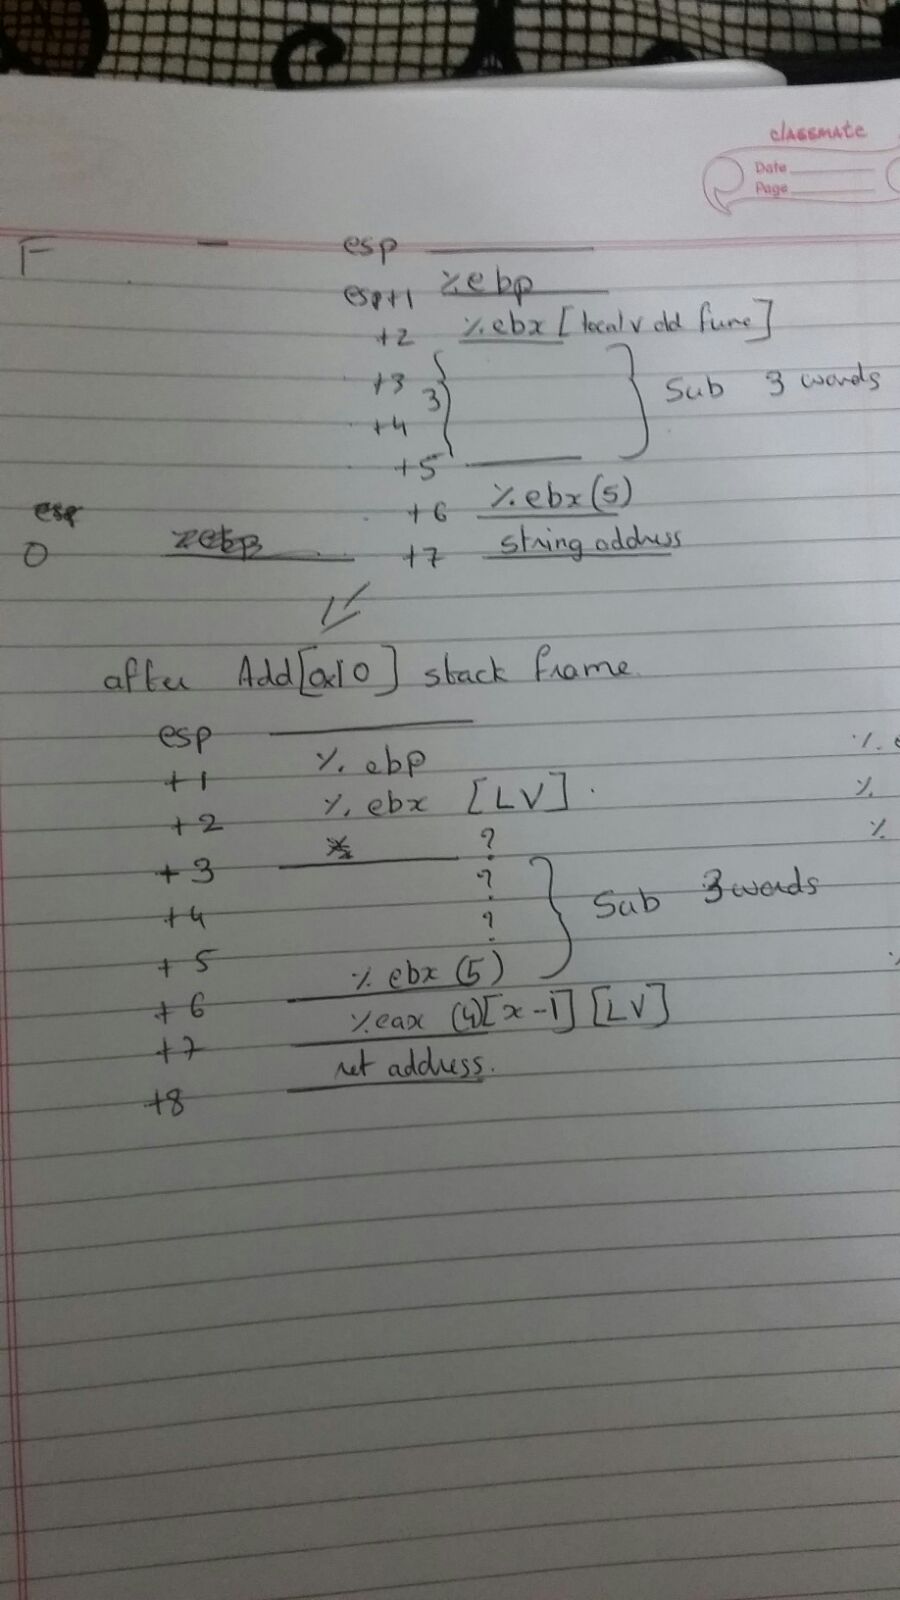 classmate
Date
Page
F
esp
esp+1 %ebp
+2 %.ebx [local v old func]
+3
3
+4
Sub 3 words
+5
+6 %.ebx (5)
esp
0
+7 string address
after Add[0x10] stack frame.
esp
+1 %. ebp
+2 %. ebx [LV].
+3 ?
+4 ?
+5 ?
Sub 3 words
+6 %. ebx (5)
+7 %.eax (4)[x-1] [LV]
+8 ret address.
%. e
%.
%.